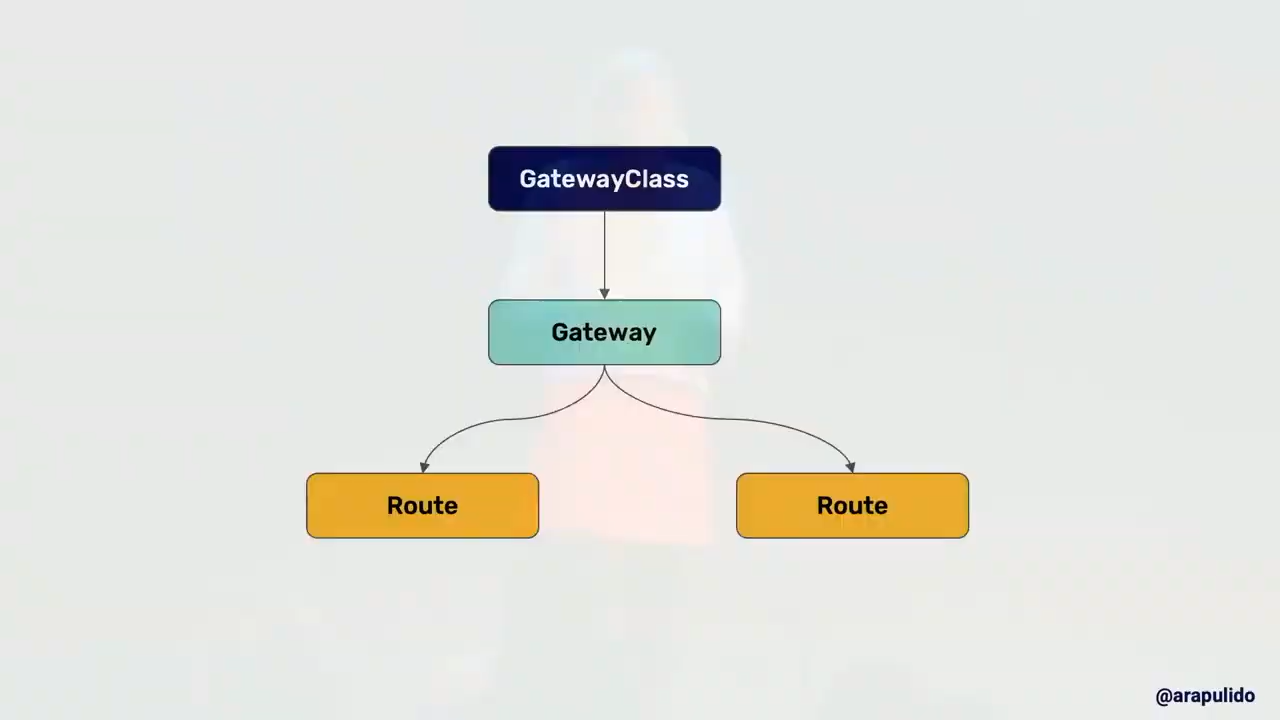 GatewayClass
Gateway
Route
Route
@arapulido